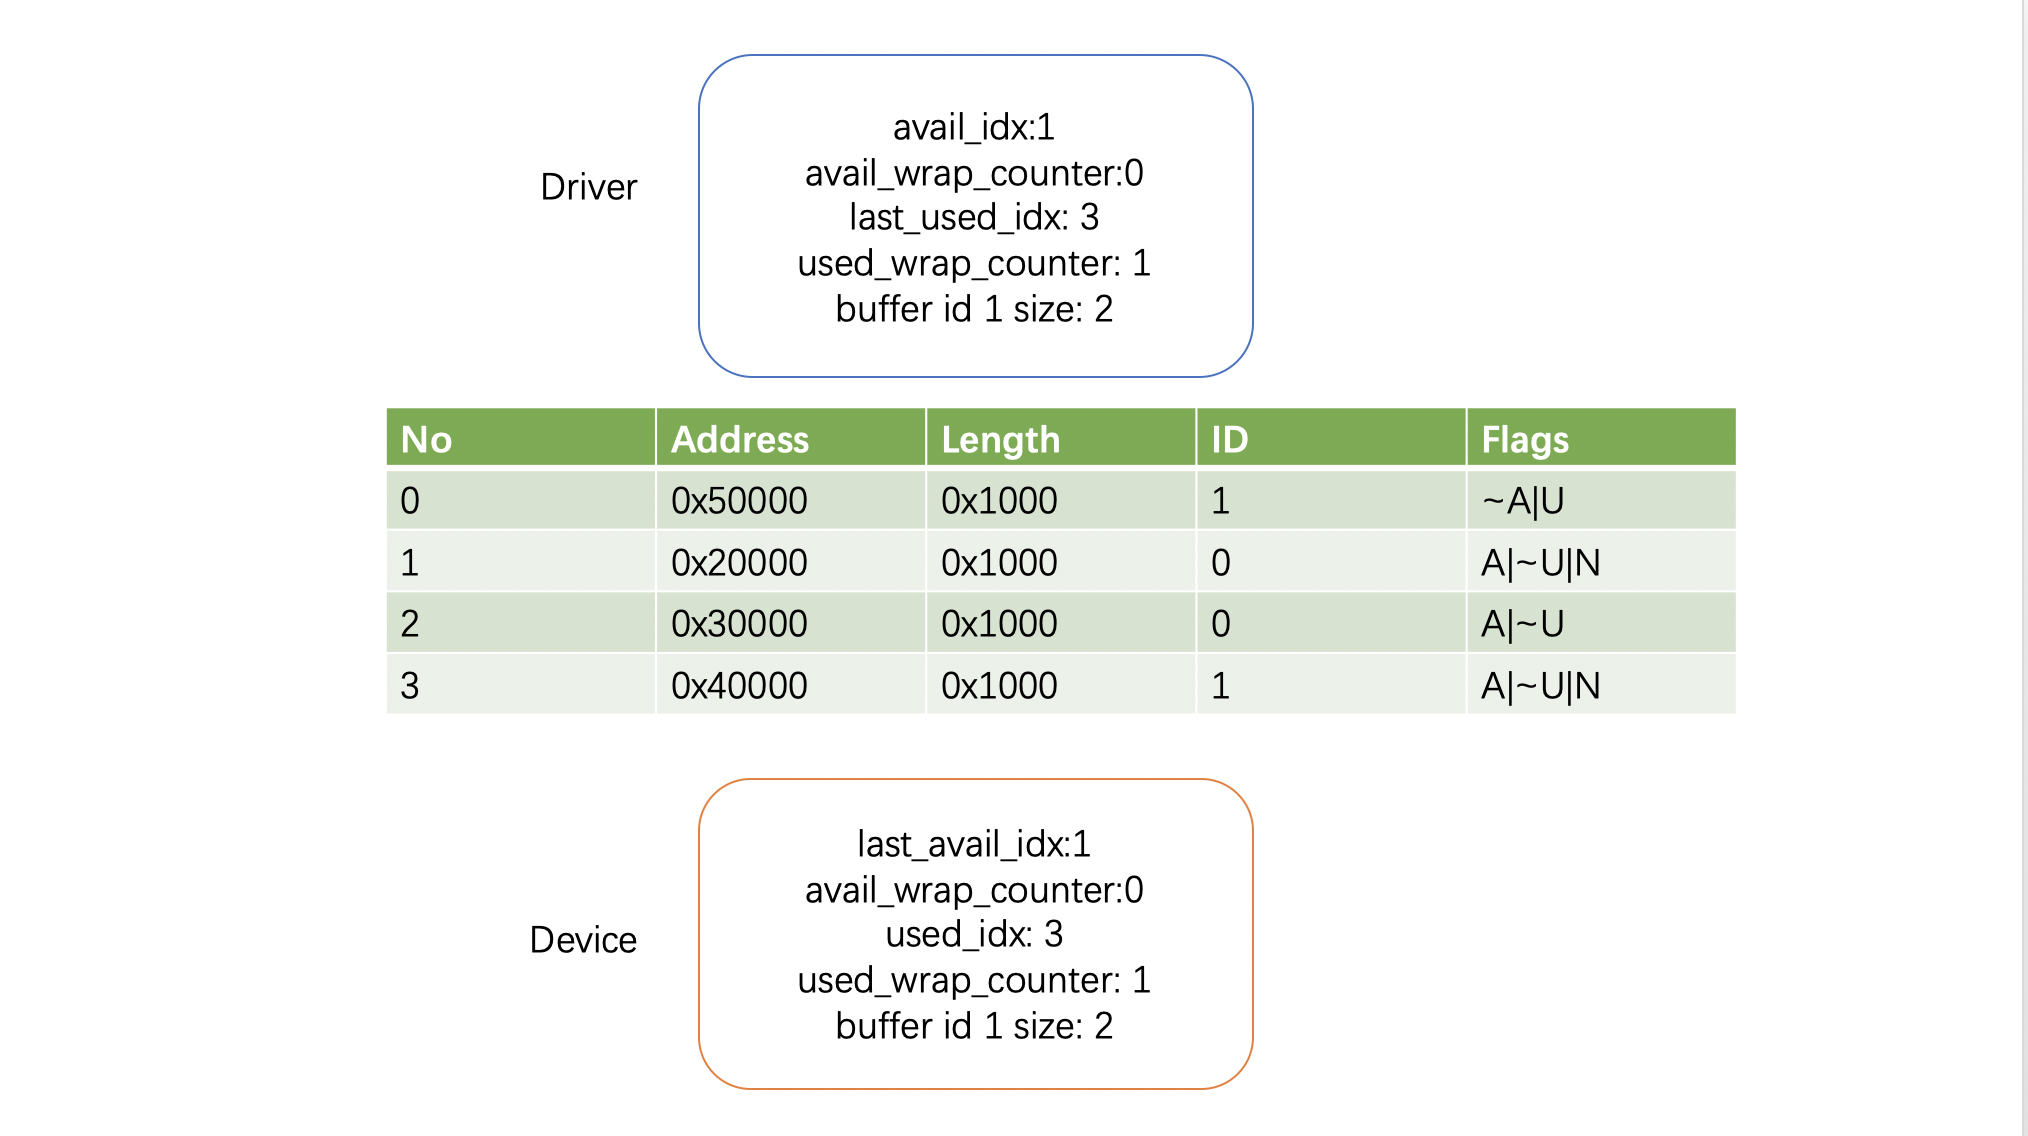 avail_idx:1
avail_wrap_counter:0
Driver
last_used_idx: 3
used_wrap_counter: 1
buffer id 1 size: 2
No Address Length ID Flags
0 0x50000 0x1000 1 ~A|U
1 0x20000 0x1000 0 A|~U|N
2 0x30000 0x1000 0 A|~U
3 0x40000 0x1000 1 A|~U|N
last_avail_idx:1
avail_wrap_counter:0
Device
used_idx: 3
used_wrap_counter: 1
buffer id 1 size: 2